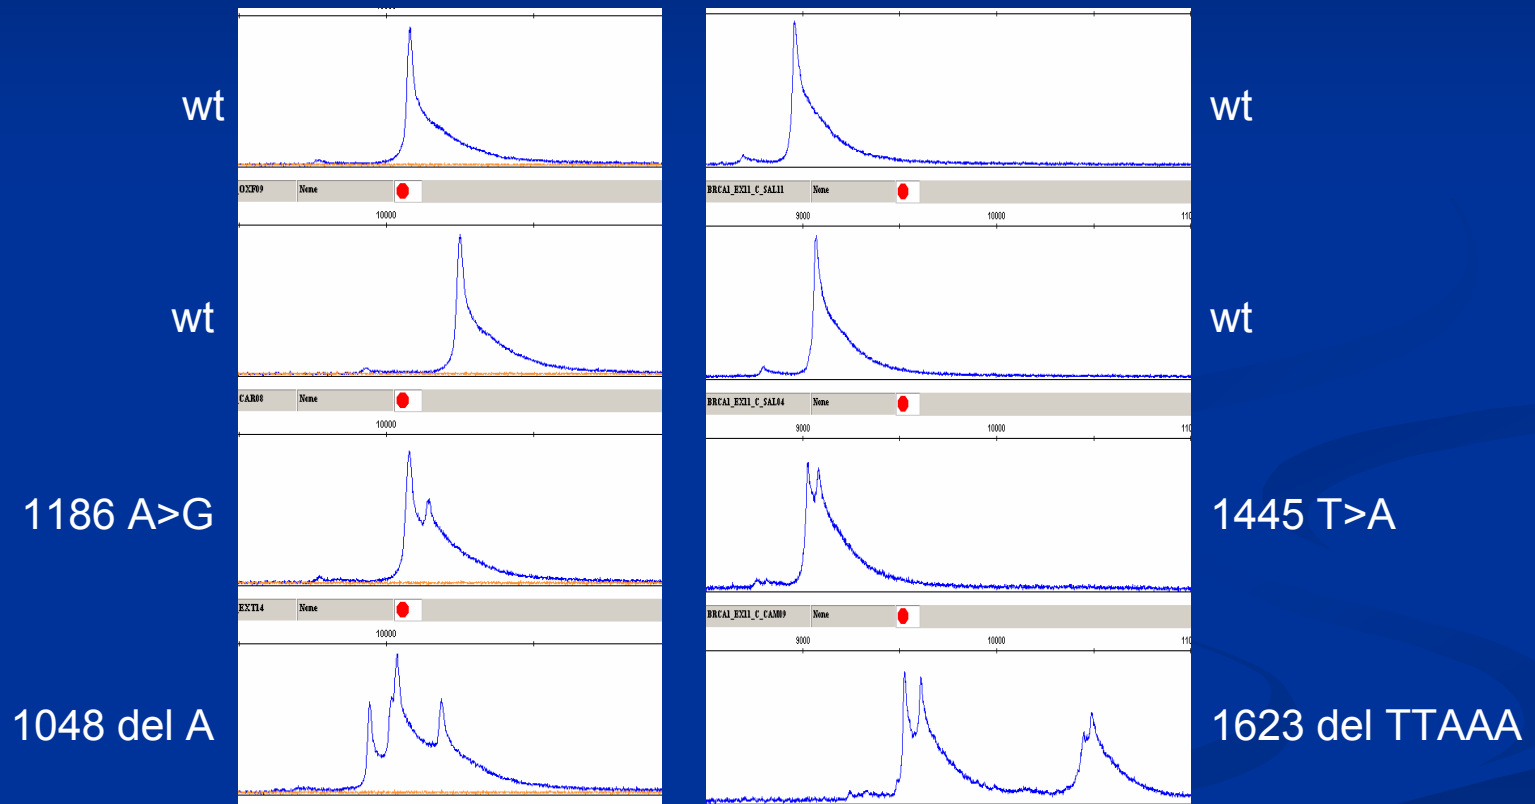 wt
OXF09 None
10000
wt
CAR08 None
10000
1186 A>G
EXT14 None
10000
1048 del A
wt
BRCA1_EX11_C_SAL11 None
9000 10000
wt
BRCA1_EX11_C_SAL04 None
9000 10000
1445 T>A
BRCA1_EX11_C_CAM09 None
9000 10000
1623 del TTAAA